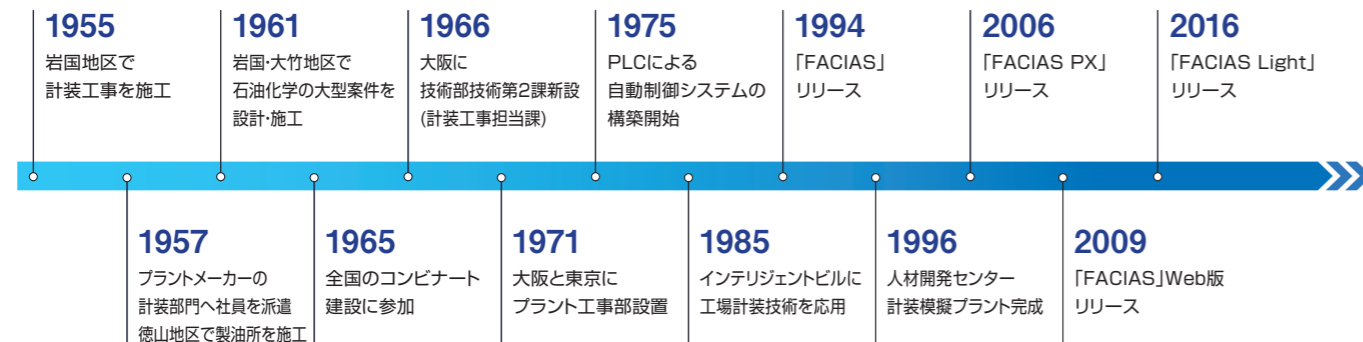 1955
岩国地区で
計装工事を施工
1961
岩国・大竹地区で
石油化学の大型案件を
設計・施工
1966
大阪に
技術部技術第2課新設
(計装工事担当課)
1975
PLCによる
自動制御システムの
構築開始
1994
「FACIAS」
リリース
2006
「FACIAS PX」
リリース
2016
「FACIAS Light」
リリース
1957
プラントメーカーの
計装部門へ社員を派遣
徳山地区で製油所を施工
1965
全国のコンビナート
建設に参加
1971
大阪と東京に
プラント工事部設置
1985
インテリジェントビルに
工場計装技術を応用
1996
人材開発センター
計装模擬プラント完成
2009
「FACIAS」Web版
リリース